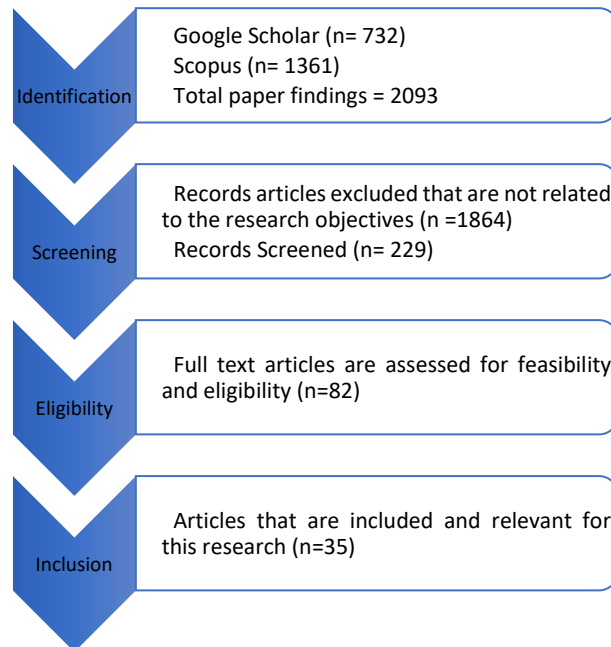 Identification
Google Scholar (n= 732)
Scopus (n= 1361)
Total paper findings = 2093
Screening
Records articles excluded that are not related
to the research objectives (n =1864)
Records Screened (n= 229)
Eligibility
Full text articles are assessed for feasibility
and eligibility (n=82)
Inclusion
Articles that are included and relevant for
this research (n=35)